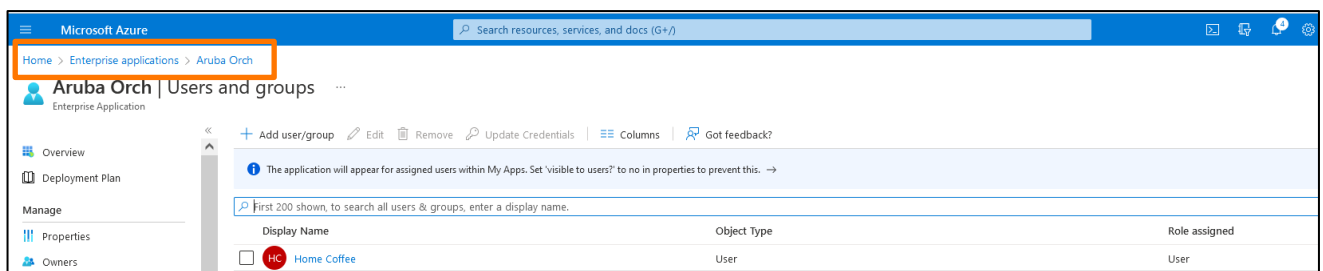 Microsoft Azure
Search resources, services, and docs (G+/)
4
Home > Enterprise applications > Aruba Orch
Aruba Orch | Users and groups ...
Enterprise Application
«
+ Add user/group Edit Remove Update Credentials Columns Got feedback?
Overview
The application will appear for assigned users within My Apps. Set 'visible to users?' to no in properties to prevent this. →
Deployment Plan
First 200 shown, to search all users & groups, enter a display name.
Manage
Display Name Object Type Role assigned
Properties
HC Home Coffee User User
Owners